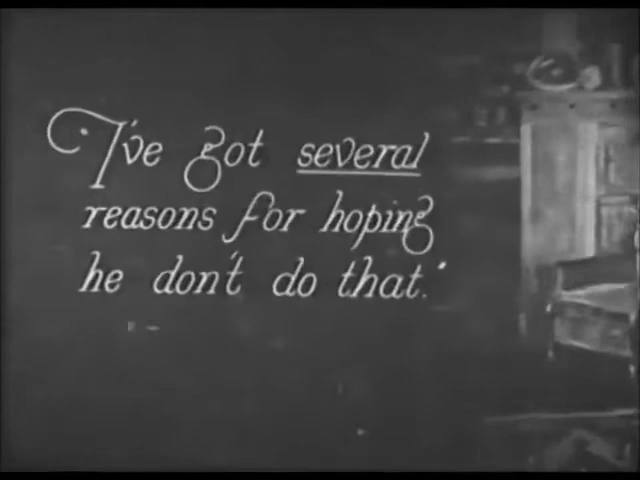 "I've got several
reasons for hoping
he don't do that."